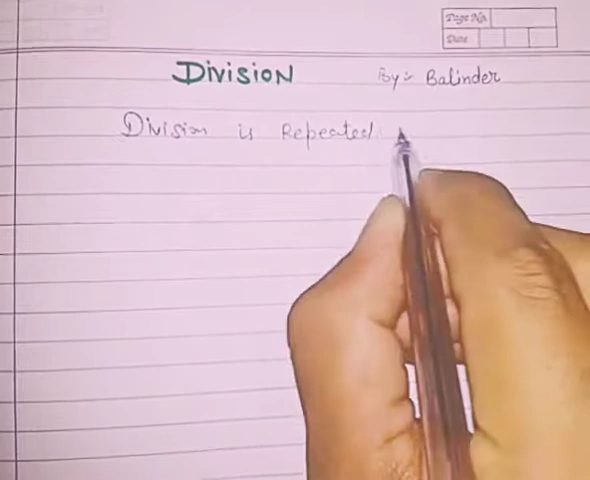 Page No.
Date
Division By:- Balinder
Division is Repeated